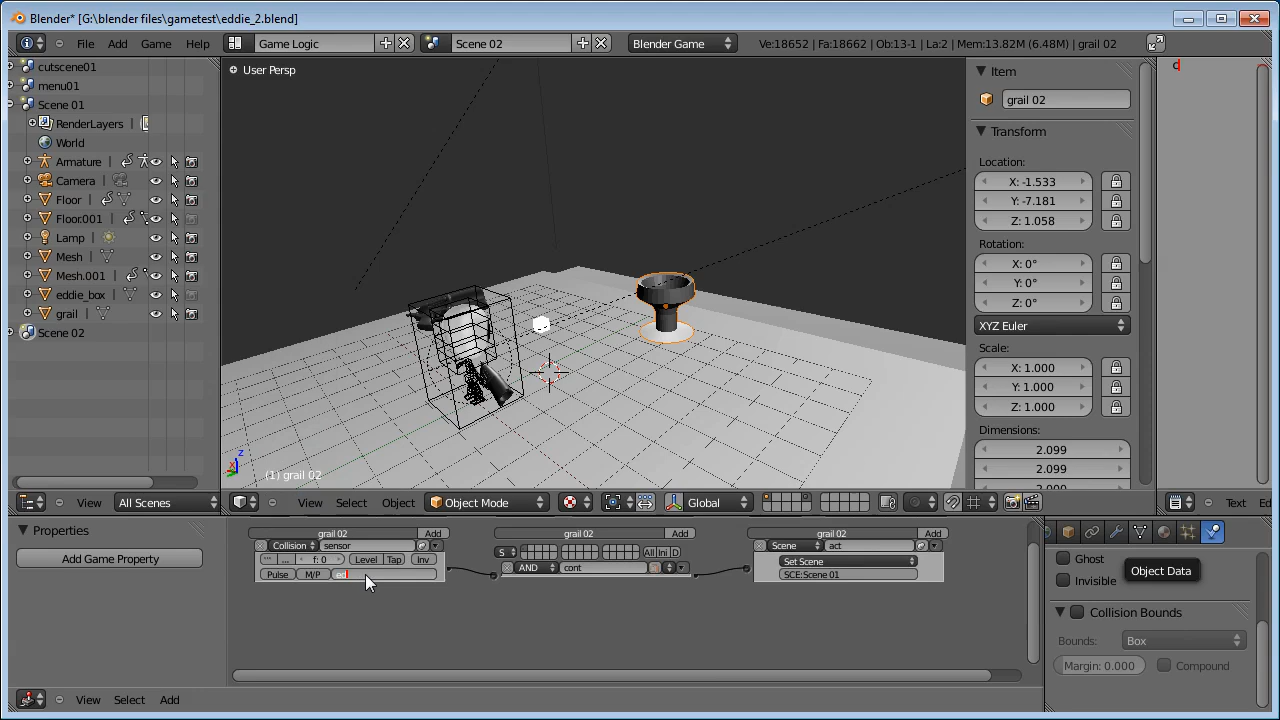 Blender* [G:\blender files\gametest\eddie_2.blend]
File Add Game Help Game Logic Scene 02 Blender Game Ve:18652 | Fa:18662 | Ob:13-1 | La:2 | Mem:13.82M (6.48M) | grail 02
cutscene01
menu01
Scene 01
RenderLayers |
World
Armature |
Camera |
Floor |
Floor.001 |
Lamp |
Mesh |
Mesh.001 |
eddie_box |
grail |
Scene 02
View All Scenes
User Persp
z
x
(1) grail 02
View Select Object Object Mode Global
Item
grail 02
Transform
Location:
X: -1.533
Y: -7.181
Z: 1.058
Rotation:
X: 0°
Y: 0°
Z: 0°
XYZ Euler
Scale:
X: 1.000
Y: 1.000
Z: 1.000
Dimensions:
2.099
2.099
Text Ed
Properties
Add Game Property
grail 02 Add
Collision sensor
f: 0 Level Tap Inv
Pulse M/P ed
grail 02 Add
S All Ini D
AND cont
grail 02 Add
Scene act
Set Scene
SCE:Scene 01
View Select Add
Ghost
Invisible
Object Data
Collision Bounds
Bounds: Box
Margin: 0.000 Compound